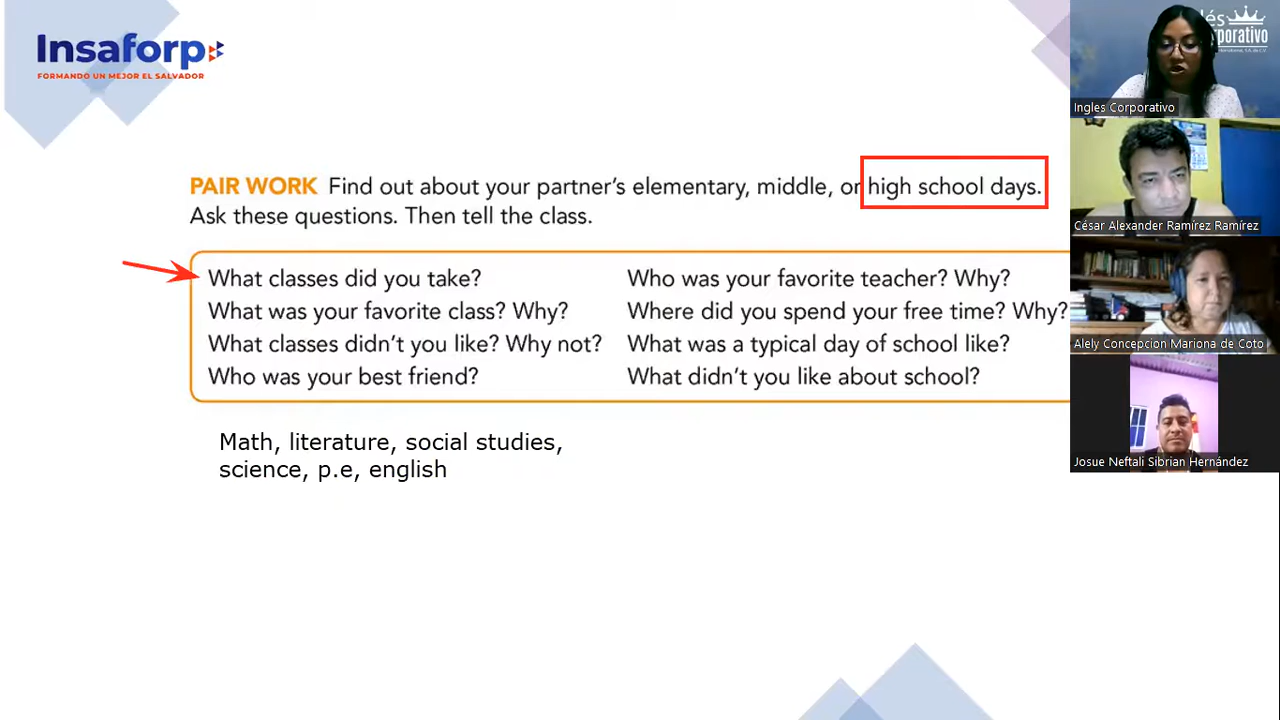 Insaforp
FORMANDO UN MEJOR EL SALVADOR
PAIR WORK Find out about your partner's elementary, middle, or high school days.
Ask these questions. Then tell the class.
What classes did you take?
What was your favorite class? Why?
What classes didn't you like? Why not?
Who was your best friend?
Who was your favorite teacher? Why?
Where did you spend your free time? Why?
What was a typical day of school like?
What didn't you like about school?
Math, literature, social studies,
science, p.e, english
és
rporativo
Ingles Corporativo
César Alexander Ramírez Ramírez
Alely Concepcion Mariona de Coto
Josue Neftali Sibrian Hernández